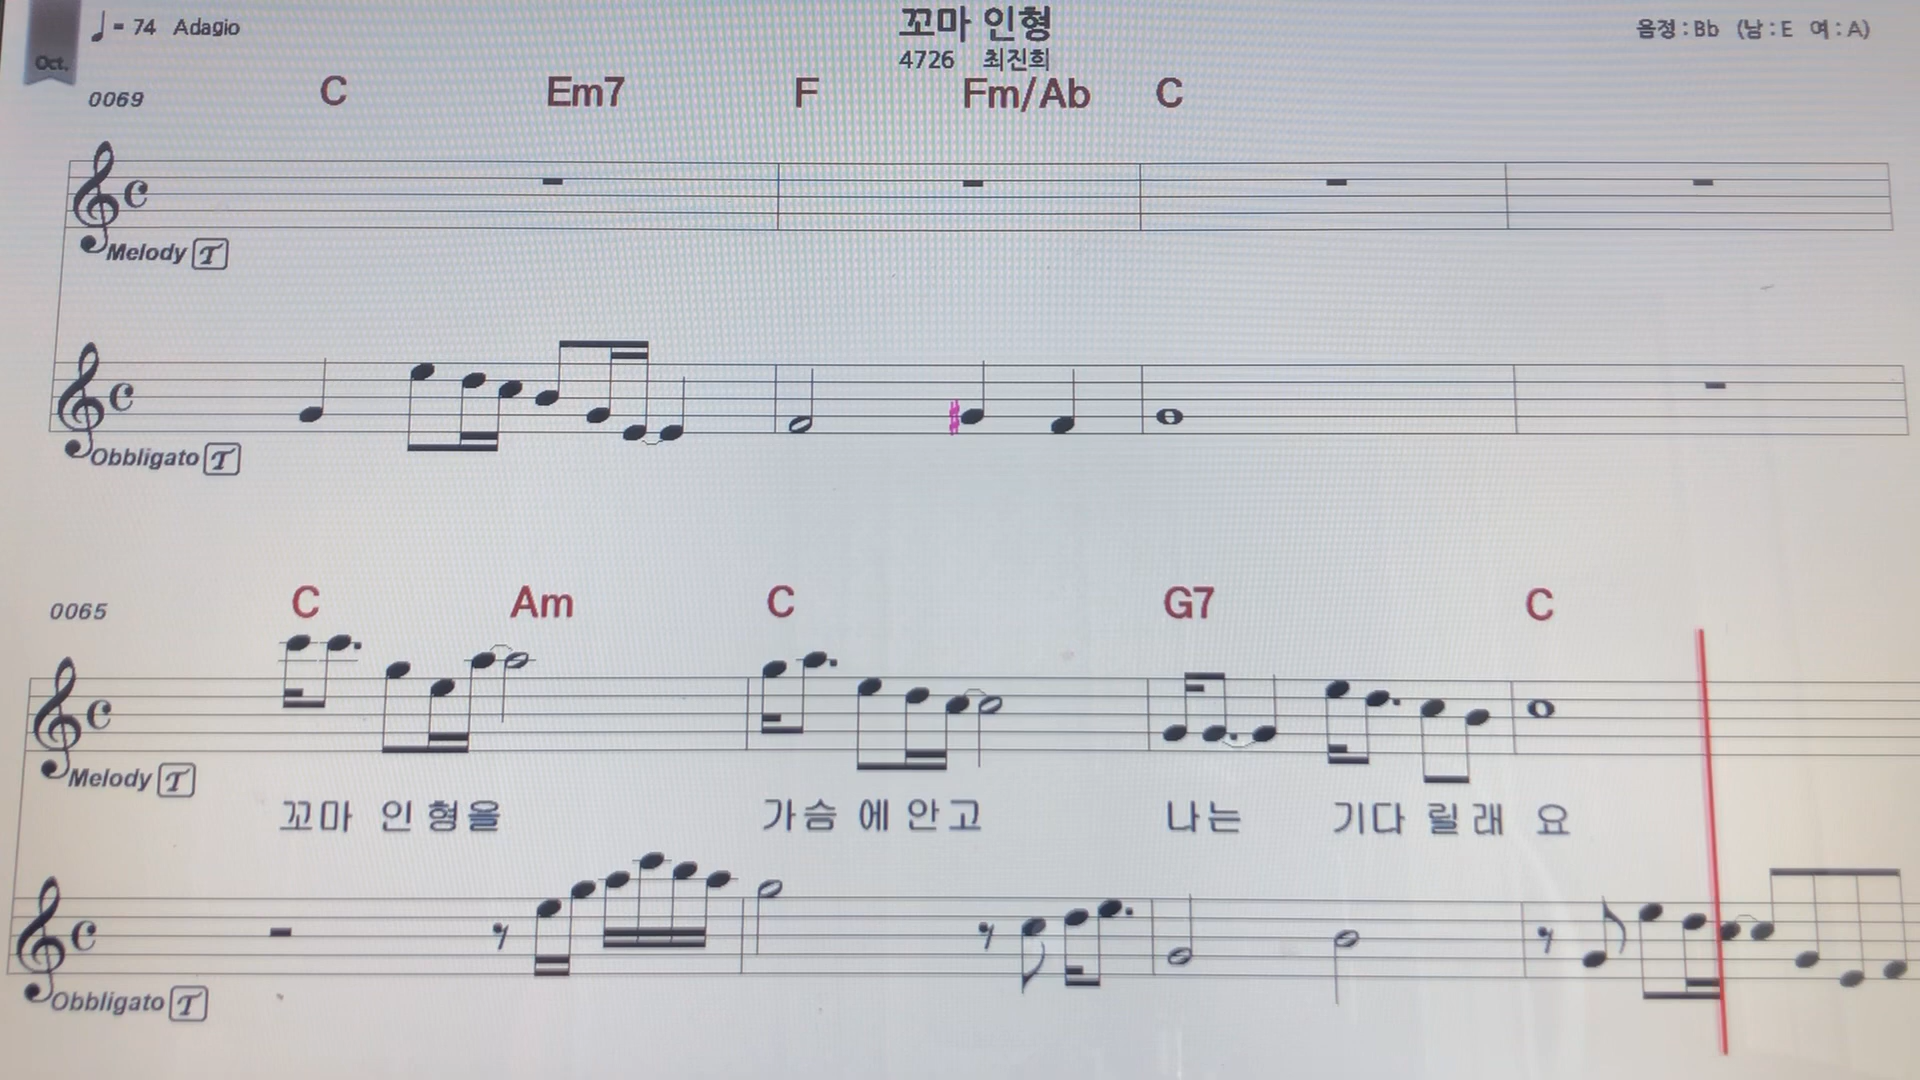 ♩= 74 Adagio
꼬마 인형
음정 : Bb (남 : E 여 : A)
4726 최진희
Oct.
0069
C Em7 F Fm/Ab C
Melody T
Obbligato T
0065
C Am C G7 C
Melody T
꼬마 인 형을 가슴 에 안고 나는 기다 릴래 요
Obbligato T